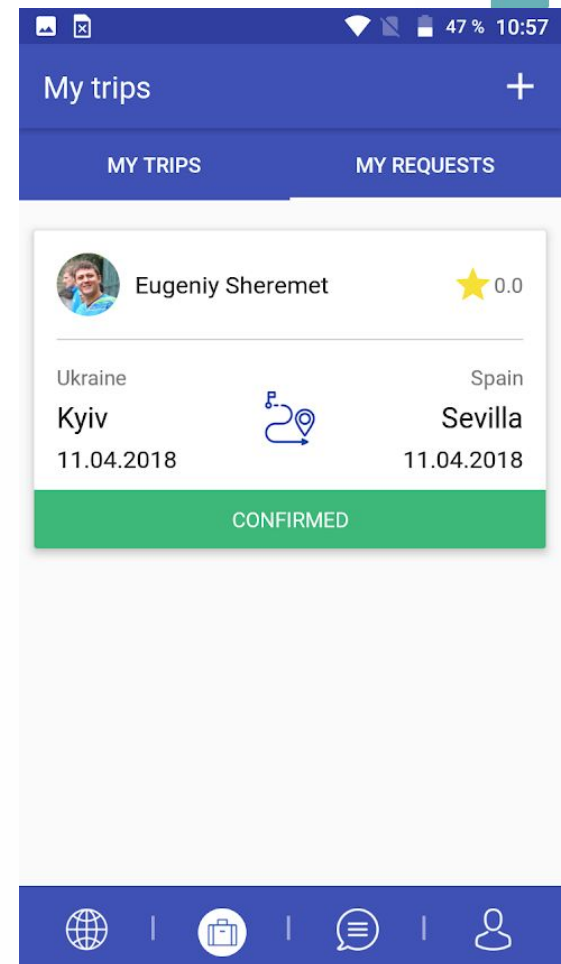 47 % 10:57
My trips
MY TRIPS MY REQUESTS
Eugeniy Sheremet 0.0
Ukraine Spain
Kyiv Sevilla
11.04.2018 11.04.2018
CONFIRMED